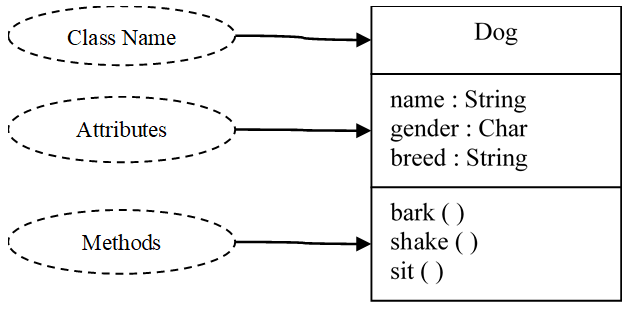 Class Name
Dog
Attributes
name : String
gender : Char
breed : String
Methods
bark ( )
shake ( )
sit ( )